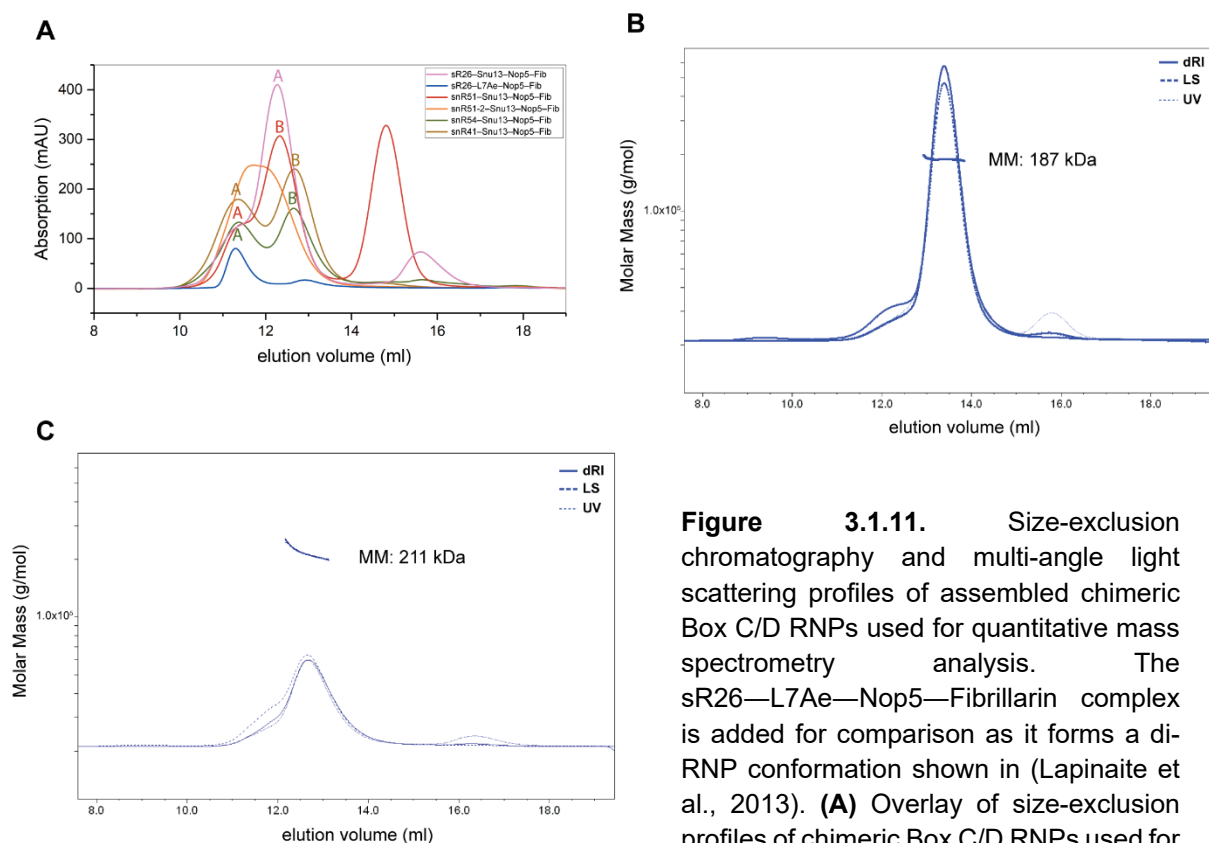 A
sR26–Snu13–Nop5–Fib
sR26–L7Ae–Nop5–Fib
snR51–Snu13–Nop5–Fib
snR51-2–Snu13–Nop5–Fib
snR54–Snu13–Nop5–Fib
snR41–Snu13–Nop5–Fib
A
B
B
A
A
B
A
400
300
200
100
0
Absorption (mAU)
8 10 12 14 16 18
elution volume (ml)
B
dRI
LS
UV
MM: 187 kDa
1.0x10⁵
Molar Mass (g/mol)
8.0 10.0 12.0 14.0 16.0 18.0
elution volume (ml)
C
dRI
LS
UV
MM: 211 kDa
1.0x10⁵
Molar Mass (g/mol)
8.0 10.0 12.0 14.0 16.0 18.0
elution volume (ml)
Figure 3.1.11. Size-exclusion
chromatography and multi-angle light
scattering profiles of assembled chimeric
Box C/D RNPs used for quantitative mass
spectrometry analysis. The
sR26—L7Ae—Nop5—Fibrillarin complex
is added for comparison as it forms a di-
RNP conformation shown in (Lapinaite et
al., 2013). (A) Overlay of size-exclusion
profiles of chimeric Box C/D RNPs used for